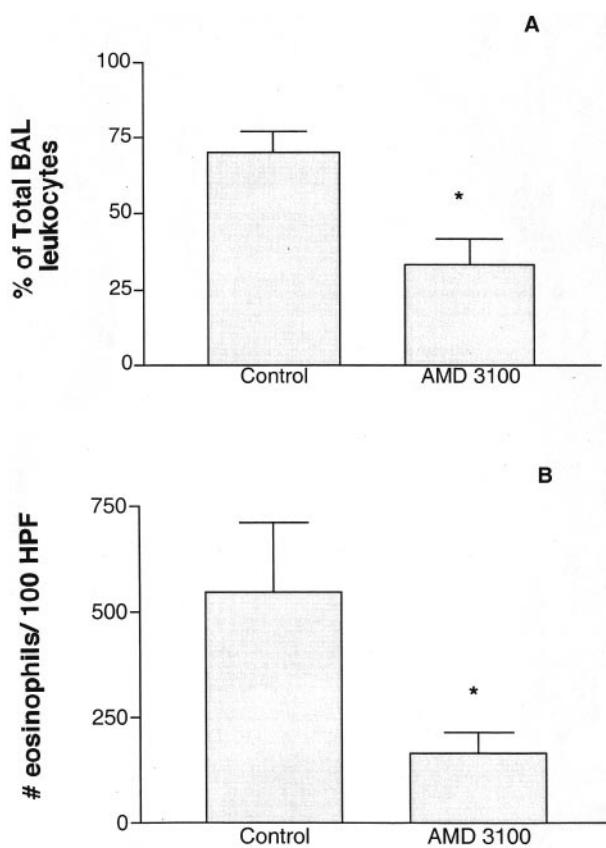 A
% of Total BAL
leukocytes
100
75
50
25
0
*
Control
AMD 3100
B
# eosinophils/ 100 HPF
750
500
250
0
*
Control
AMD 3100